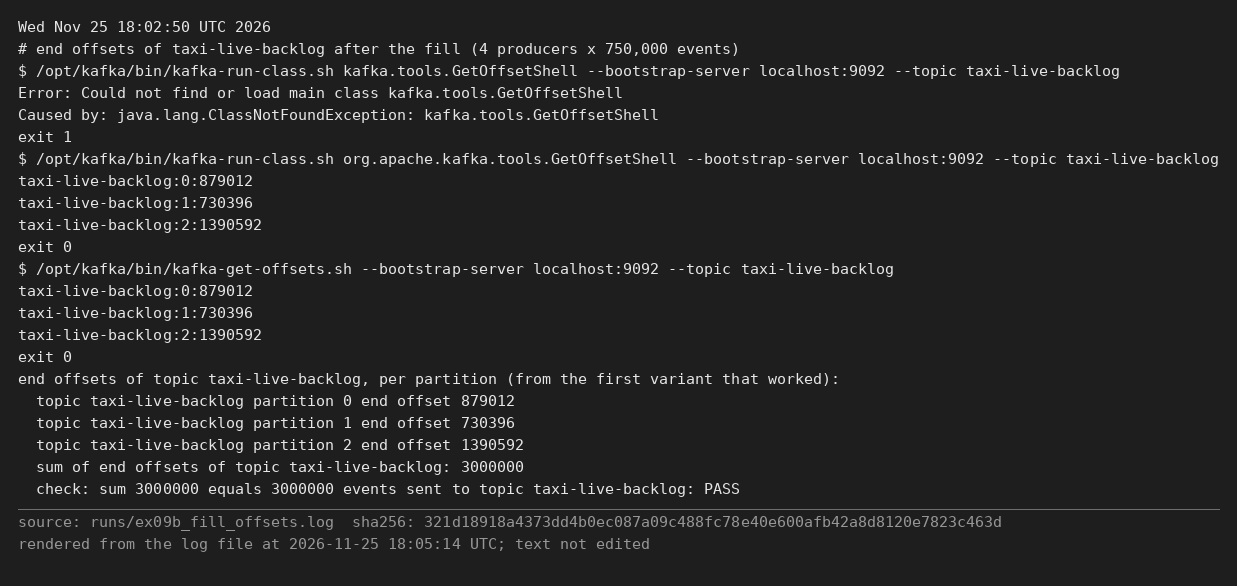 Wed Nov 25 18:02:50 UTC 2026
# end offsets of taxi-live-backlog after the fill (4 producers x 750,000 events)
$ /opt/kafka/bin/kafka-run-class.sh kafka.tools.GetOffsetShell --bootstrap-server localhost:9092 --topic taxi-live-backlog
Error: Could not find or load main class kafka.tools.GetOffsetShell
Caused by: java.lang.ClassNotFoundException: kafka.tools.GetOffsetShell
exit 1
$ /opt/kafka/bin/kafka-run-class.sh org.apache.kafka.tools.GetOffsetShell --bootstrap-server localhost:9092 --topic taxi-live-backlog
taxi-live-backlog:0:879012
taxi-live-backlog:1:730396
taxi-live-backlog:2:1390592
exit 0
$ /opt/kafka/bin/kafka-get-offsets.sh --bootstrap-server localhost:9092 --topic taxi-live-backlog
taxi-live-backlog:0:879012
taxi-live-backlog:1:730396
taxi-live-backlog:2:1390592
exit 0
end offsets of topic taxi-live-backlog, per partition (from the first variant that worked):
  topic taxi-live-backlog partition 0 end offset 879012
  topic taxi-live-backlog partition 1 end offset 730396
  topic taxi-live-backlog partition 2 end offset 1390592
  sum of end offsets of topic taxi-live-backlog: 3000000
  check: sum 3000000 equals 3000000 events sent to topic taxi-live-backlog: PASS
source: runs/ex09b_fill_offsets.log  sha256: 321d18918a4373dd4b0ec087a09c488fc78e40e600afb42a8d8120e7823c463d
rendered from the log file at 2026-11-25 18:05:14 UTC; text not edited